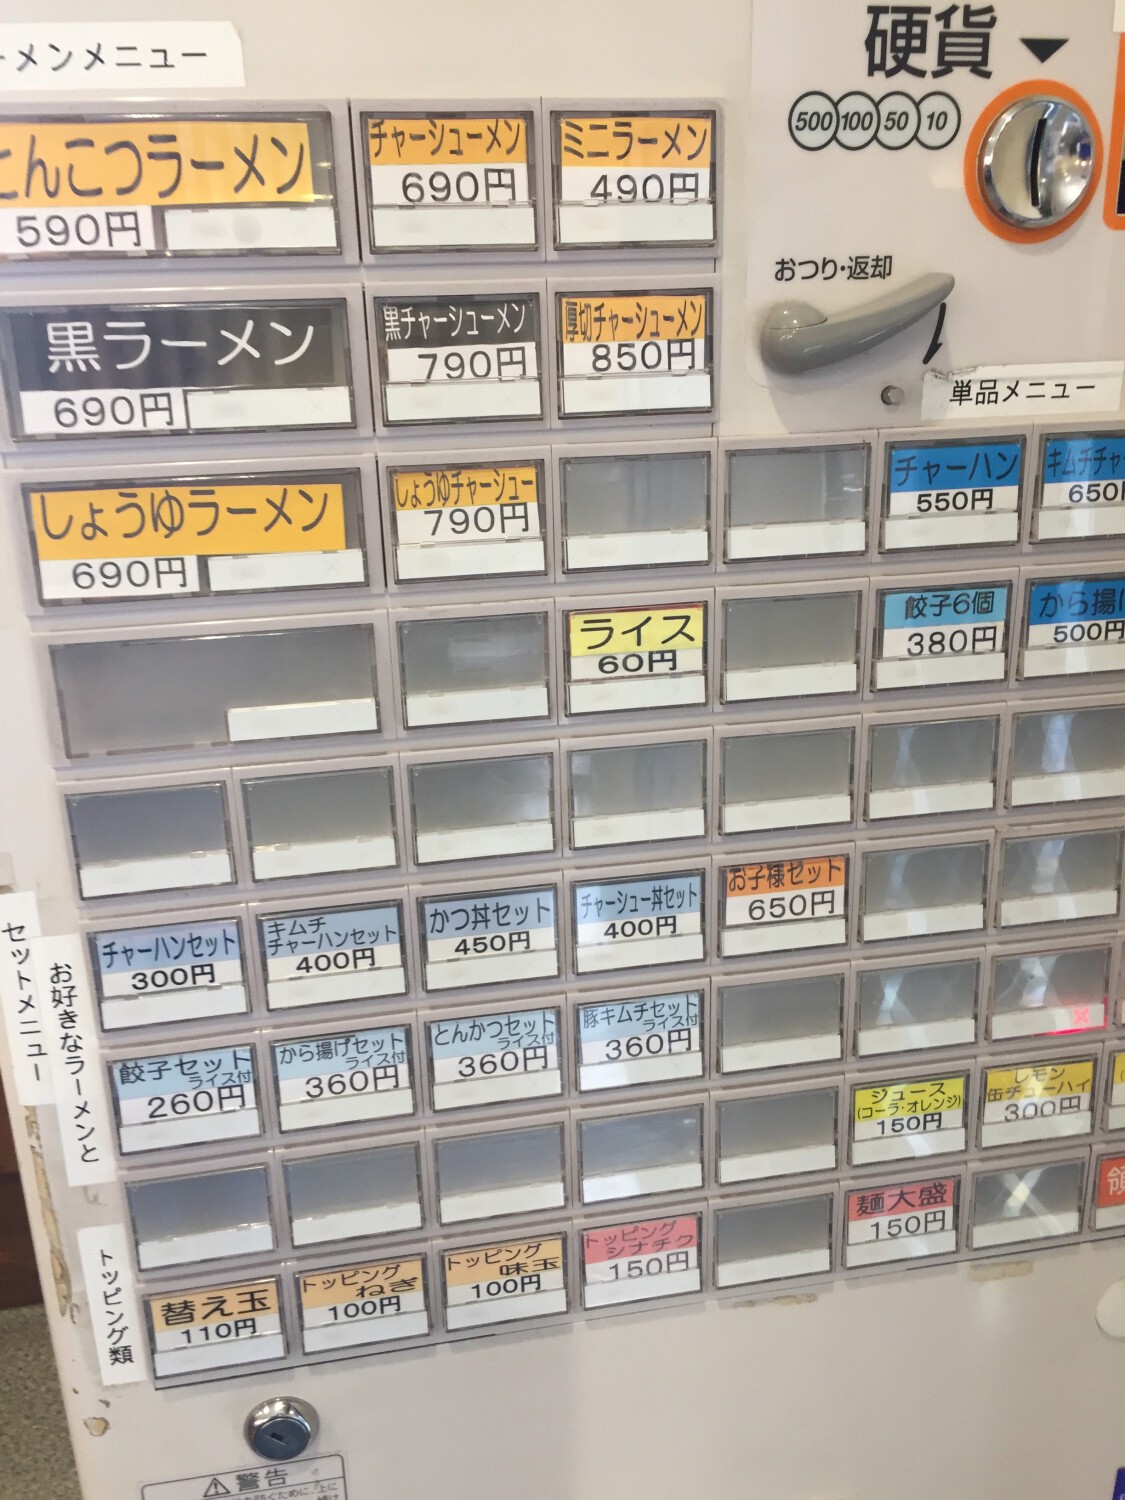 ーメンメニュー
硬貨
500 100 50 10
おつり・返却
とんこつラーメン
590円
チャーシューメン
690円
ミニラーメン
490円
黒ラーメン
690円
黒チャーシューメン
790円
厚切チャーシューメン
850円
単品メニュー
しょうゆラーメン
690円
しょうゆチャーシュー
790円
チャーハン
550円
キムチチャ
650円
ライス
60円
餃子6個
380円
から揚げ
500円
セットメニュー
お好きなラーメンと
チャーハンセット
300円
キムチ
チャーハンセット
400円
かつ丼セット
450円
チャーシュー丼セット
400円
お子様セット
650円
餃子セット
ライス付
260円
から揚げセット
ライス付
360円
とんかつセット
ライス付
360円
豚キムチセット
ライス付
360円
ジュース
(コーラ・オレンジ)
150円
レモン
缶チューハイ
300円
トッピング類
替え玉
110円
トッピング
ねぎ
100円
トッピング
味玉
100円
トッピング
シナチク
150円
麺大盛
150円
領
警告